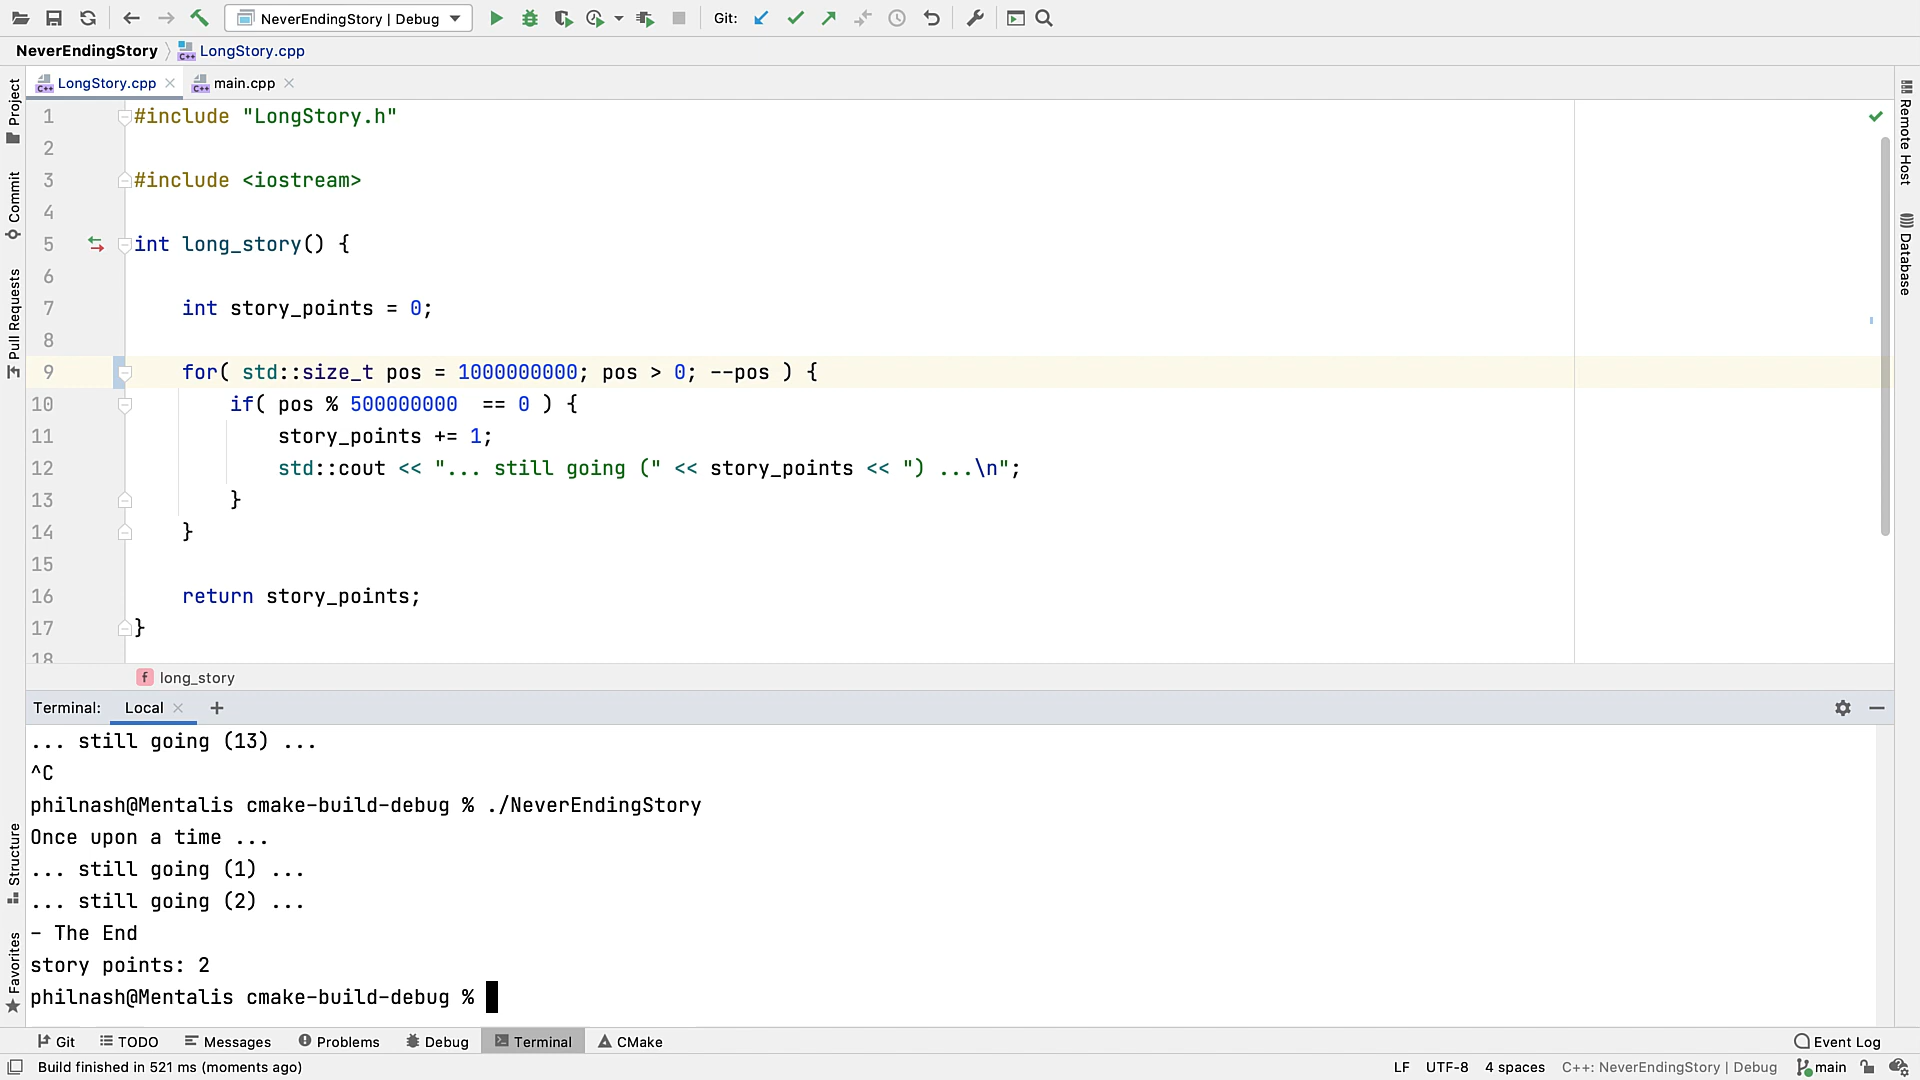 NeverEndingStory | Debug
Git:
NeverEndingStory
LongStory.cpp
LongStory.cpp
main.cpp
Project
Commit
Pull Requests
Structure
Favorites
Remote Host
Database
1 #include "LongStory.h"
2
3 #include <iostream>
4
5 int long_story() {
6
7 int story_points = 0;
8
9 for( std::size_t pos = 1000000000; pos > 0; --pos ) {
10 if( pos % 500000000  == 0 ) {
11 story_points += 1;
12 std::cout << "... still going (" << story_points << ") ...\n";
13 }
14 }
15
16 return story_points;
17 }
18
f long_story
Terminal: Local
... still going (13) ...
^C
philnash@Mentalis cmake-build-debug % ./NeverEndingStory
Once upon a time ...
... still going (1) ...
... still going (2) ...
- The End
story points: 2
philnash@Mentalis cmake-build-debug %
Git TODO Messages Problems Debug Terminal CMake Event Log
Build finished in 521 ms (moments ago) LF UTF-8 4 spaces C++: NeverEndingStory | Debug main